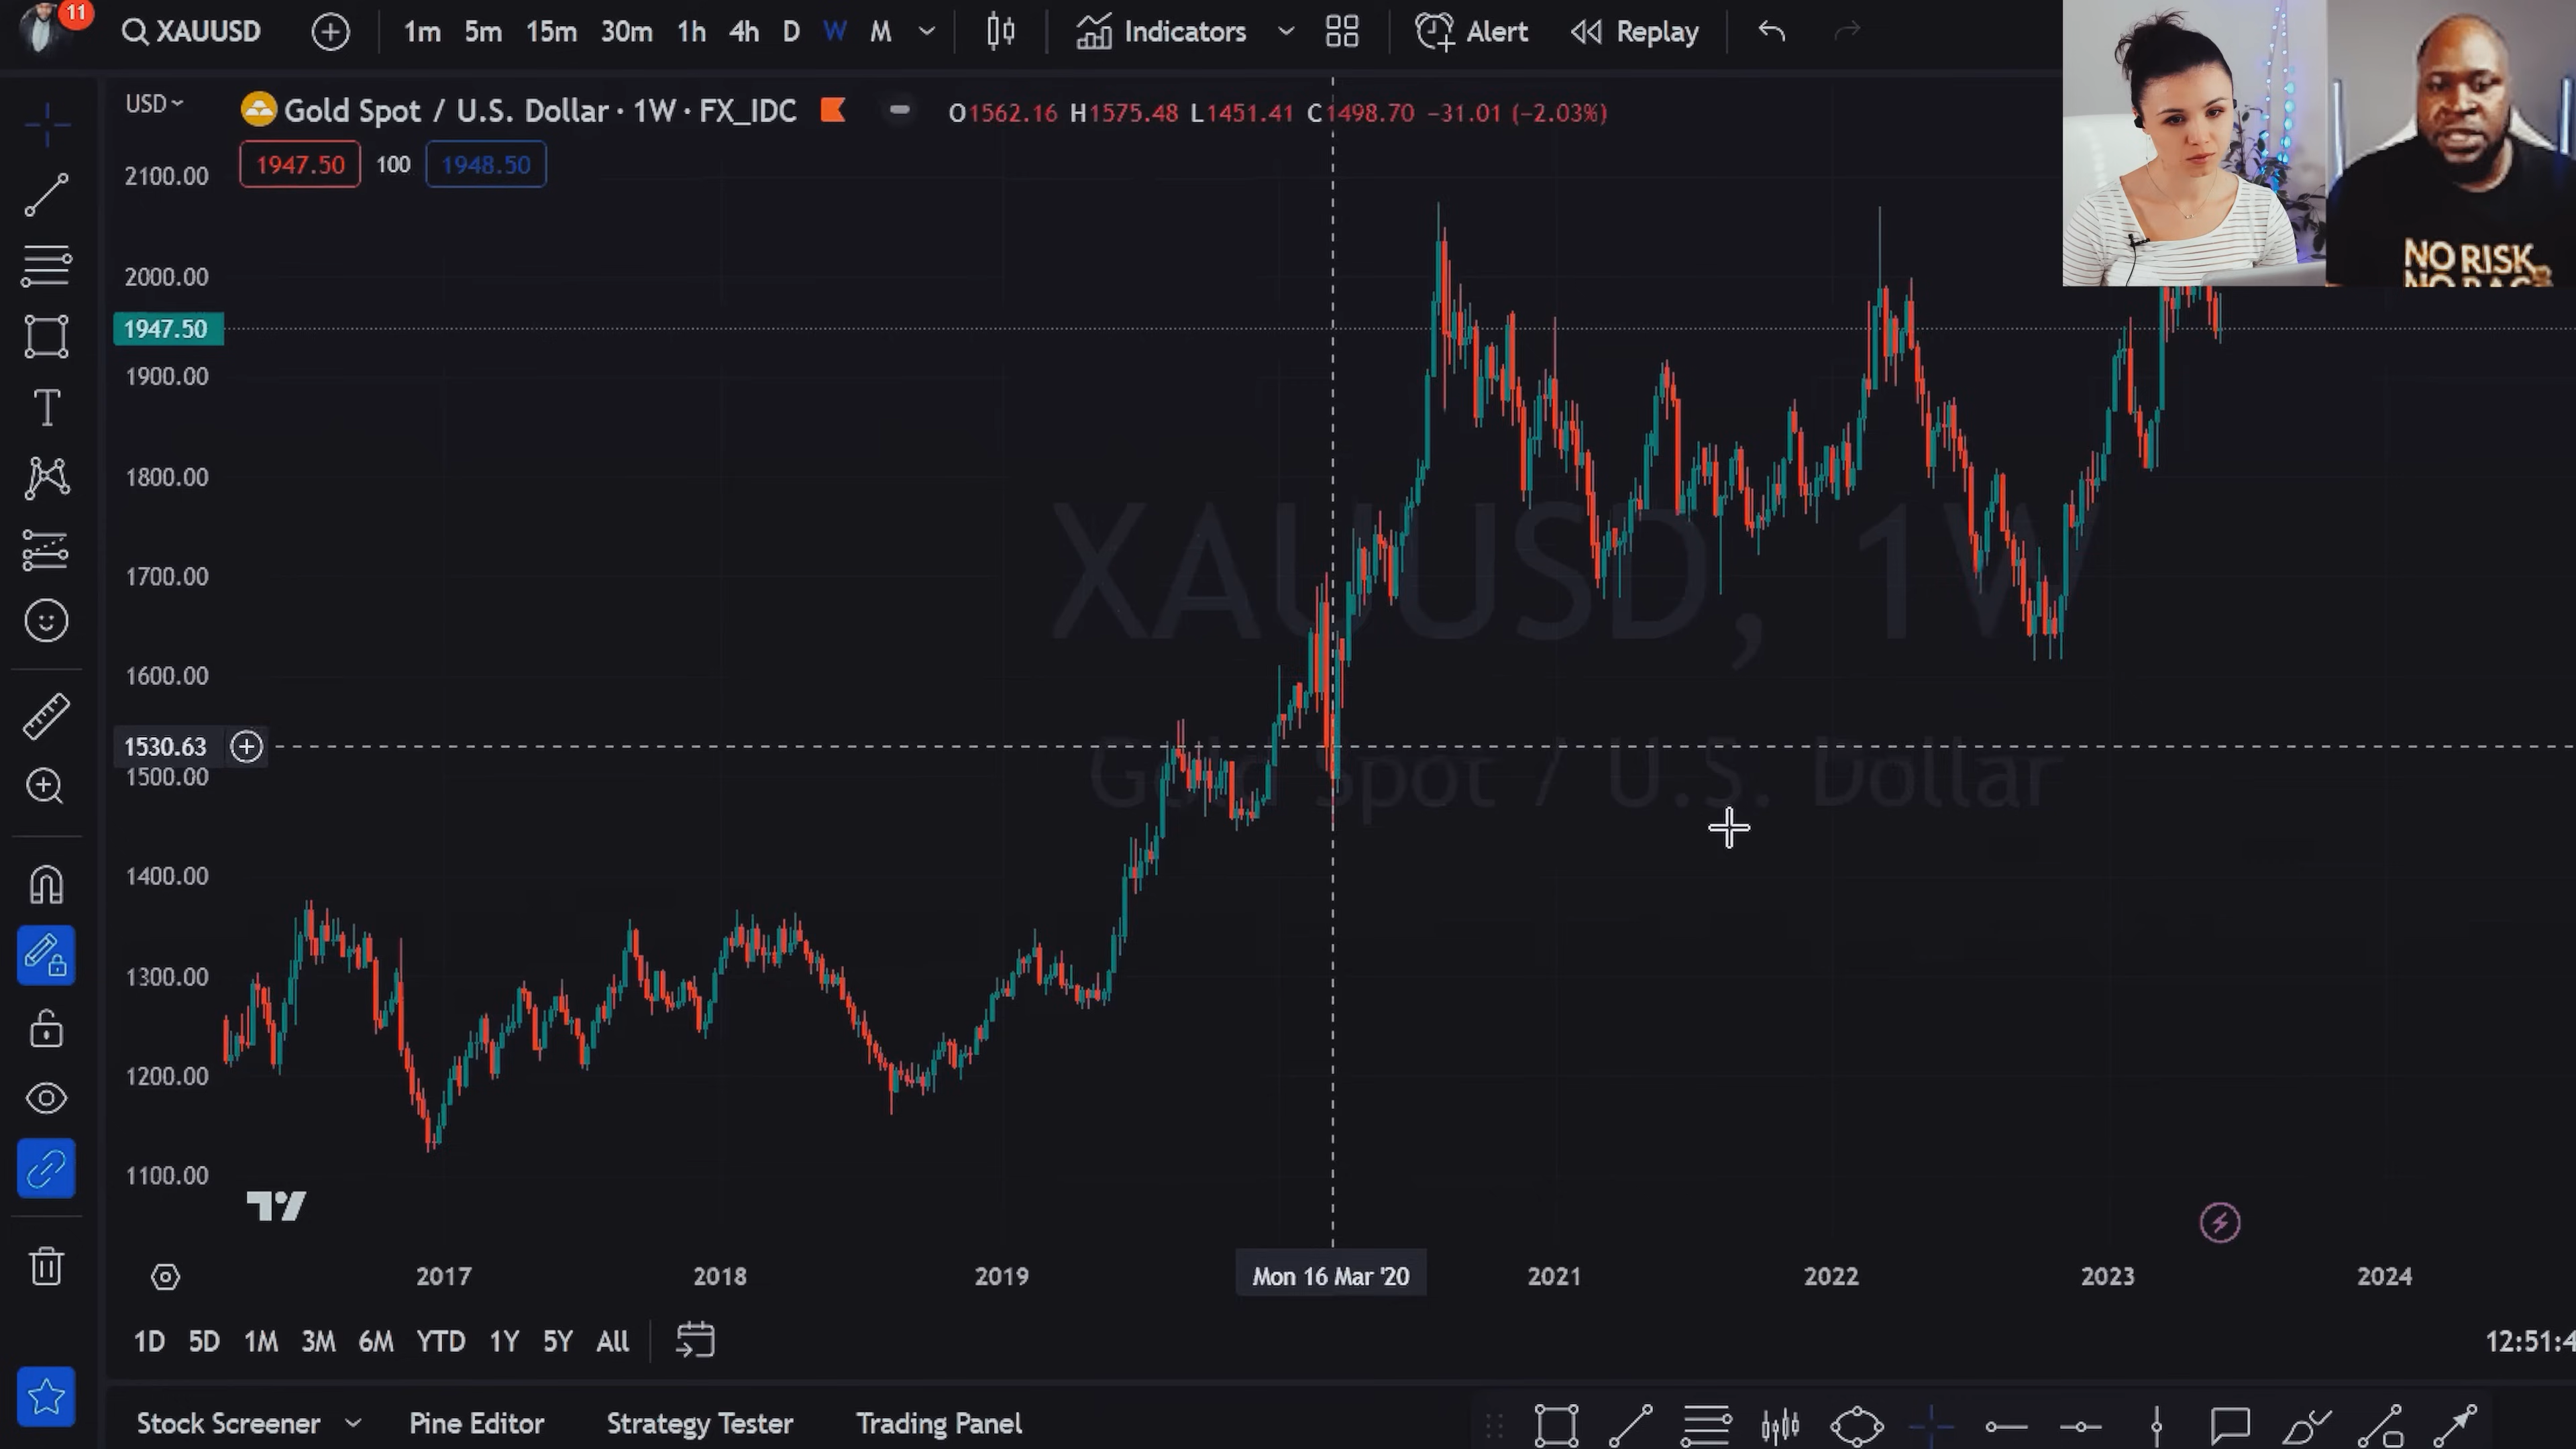 11
XAUUSD
1m 5m 15m 30m 1h 4h D W M
Indicators
Alert
Replay
USD
Gold Spot / U.S. Dollar · 1W · FX_IDC
O1562.16 H1575.48 L1451.41 C1498.70 −31.01 (−2.03%)
1947.50 100 1948.50
2100.00
2000.00
1947.50
1900.00
1800.00
1700.00
1600.00
1530.63
1500.00
1400.00
1300.00
1200.00
1100.00
XAUUSD, 1W
Gold Spot / U.S. Dollar
NO RISK
2017 2018 2019 Mon 16 Mar '20 2021 2022 2023 2024
1D 5D 1M 3M 6M YTD 1Y 5Y All
12:51:4
Stock Screener Pine Editor Strategy Tester Trading Panel